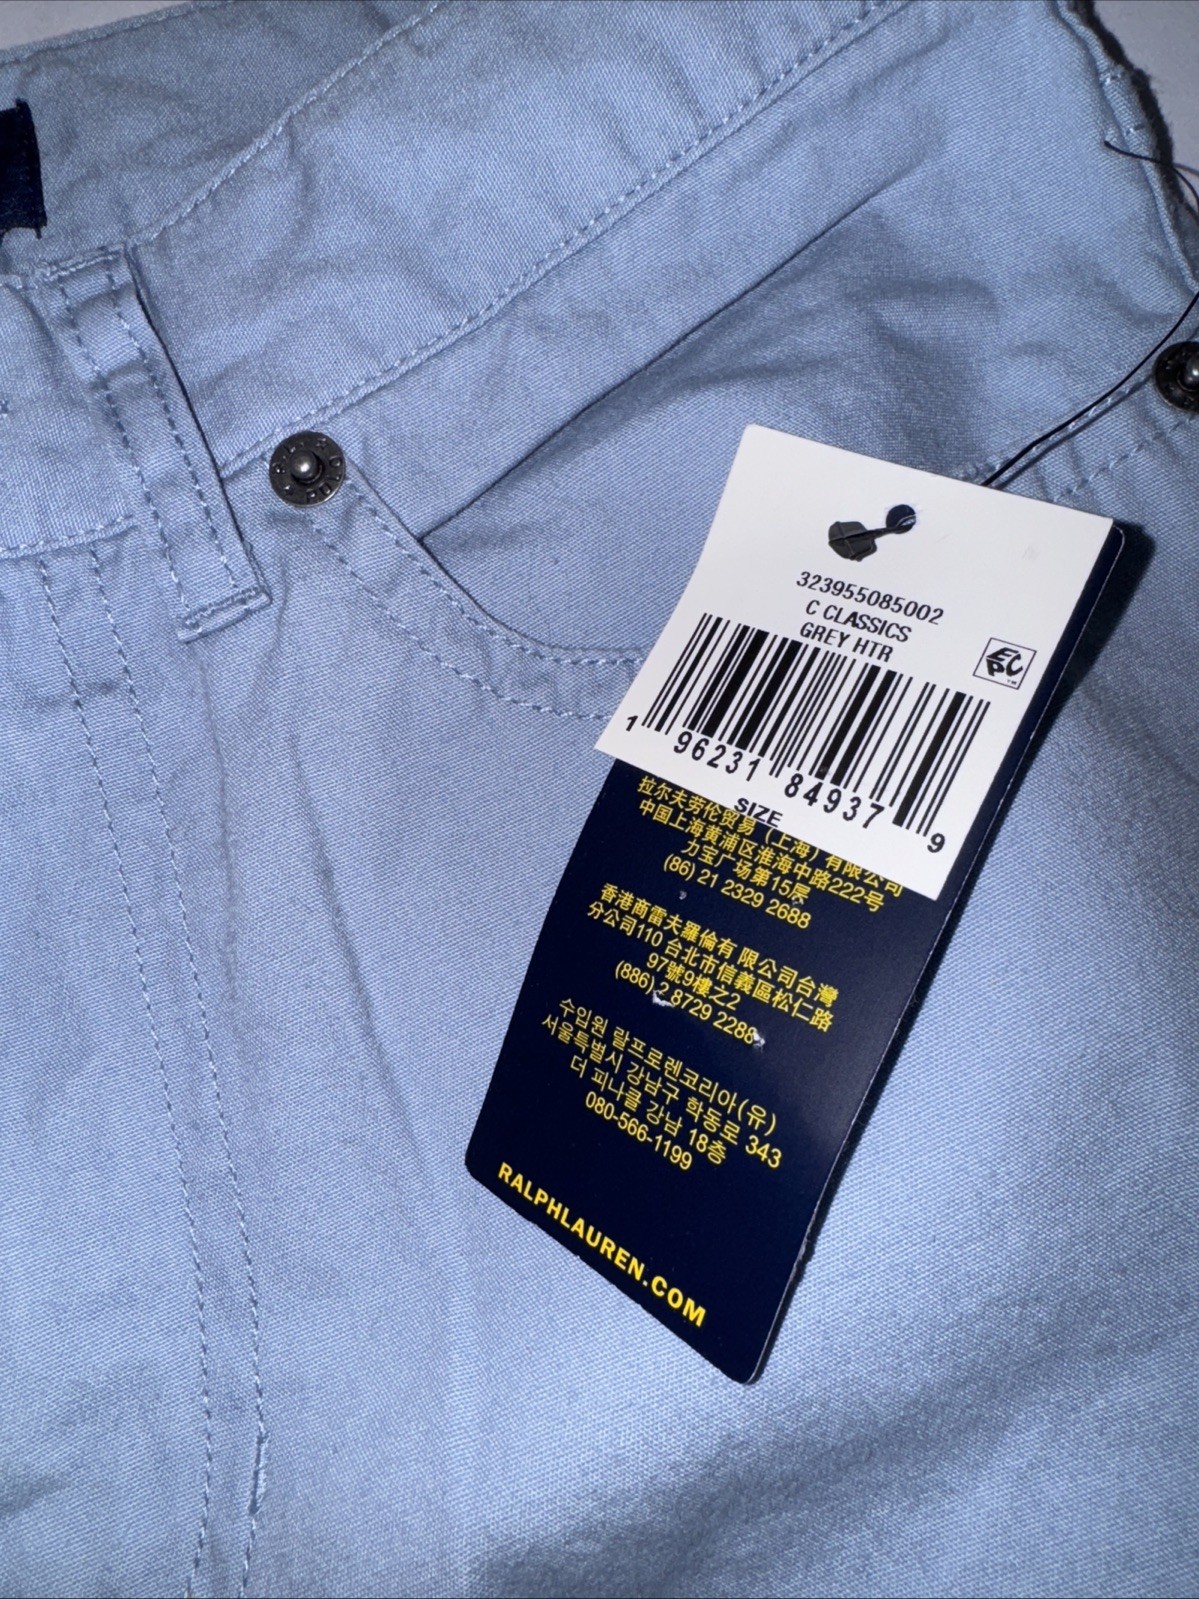 323955085002
C CLASSICS
GREY HTR
EPC
™
1 96231 84937 9
SIZE
拉尔夫劳伦贸易（上海）有限公司
中国上海黄浦区淮海中路222号
力宝广场第15层
(86) 21 2329 2688
香港商雷夫羅倫有限公司台灣
分公司110台北市信義區松仁路
97號9樓之2
(886) 2 8729 2288
수입원 랄프로렌코리아(유)
서울특별시 강남구 학동로 343
더 피나클 강남 18층
080-566-1199
RALPHLAUREN.COM
POLO